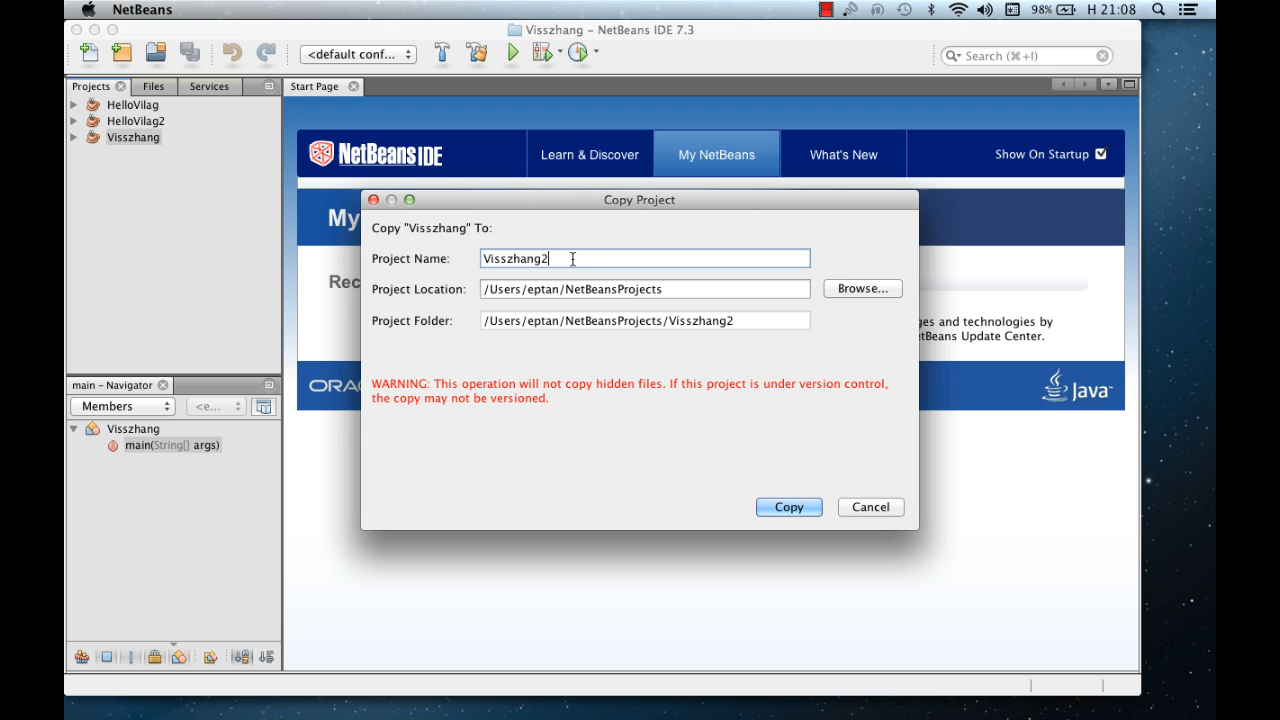 NetBeans
98%
H 21:08
Visszhang – NetBeans IDE 7.3
<default conf...
Search (⌘+I)
Projects
Files
Services
Start Page
HelloVilag
HelloVilag2
Visszhang
NetBeans IDE
Learn & Discover
My NetBeans
What's New
Show On Startup
Copy Project
My
Copy "Visszhang" To:
Project Name:
Visszhang2
Rec
Project Location:
/Users/eptan/NetBeansProjects
Browse...
Project Folder:
/Users/eptan/NetBeansProjects/Visszhang2
ges and technologies by
tBeans Update Center.
WARNING: This operation will not copy hidden files. If this project is under version control,
the copy may not be versioned.
main – Navigator
ORA
Java
Members
<e...
Visszhang
main(String[] args)
Copy
Cancel